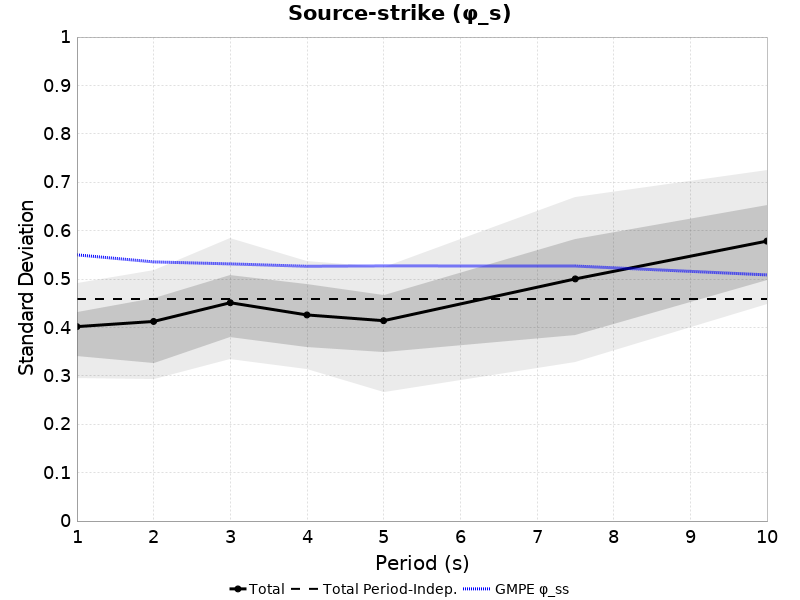 Source-strike (φ_s)
Standard Deviation
1
0.9
0.8
0.7
0.6
0.5
0.4
0.3
0.2
0.1
0
1 2 3 4 5 6 7 8 9 10
Period (s)
Total Total Period-Indep. GMPE φ_ss